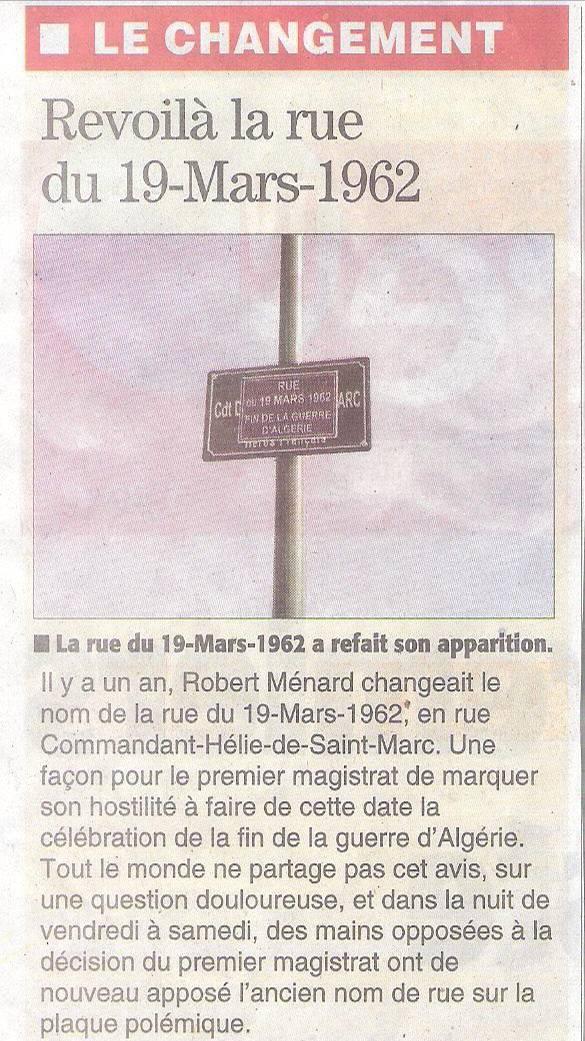 LE CHANGEMENT
Revoilà la rue
du 19-Mars-1962
RUE
DU 19 MARS 1962
FIN DE LA GUERRE
D'ALGERIE
Cdt D
ARC
Héros Français
■ La rue du 19-Mars-1962 a refait son apparition.
Il y a un an, Robert Ménard changeait le
nom de la rue du 19-Mars-1962, en rue
Commandant-Hélie-de-Saint-Marc. Une
façon pour le premier magistrat de marquer
son hostilité à faire de cette date la
célébration de la fin de la guerre d'Algérie.
Tout le monde ne partage pas cet avis, sur
une question douloureuse, et dans la nuit de
vendredi à samedi, des mains opposées à la
décision du premier magistrat ont de
nouveau apposé l'ancien nom de rue sur la
plaque polémique.